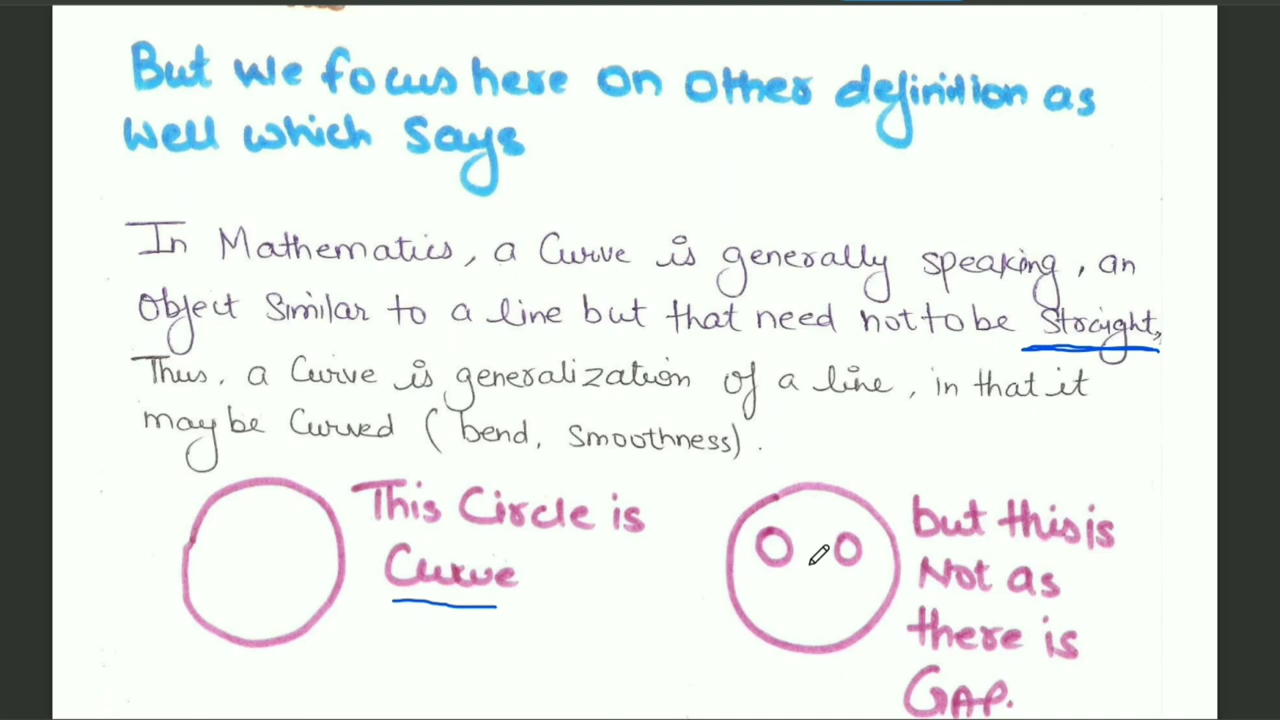 But we focus here on other definition as
well which says
In Mathematics, a Curve is generally speaking, an
object Similar to a line but that need not to be Straight,
Thus, a Curve is generalization of a line, in that it
may be Curved (bend, Smoothness).
This Circle is
Curve
but this is
Not as
there is
GAP.